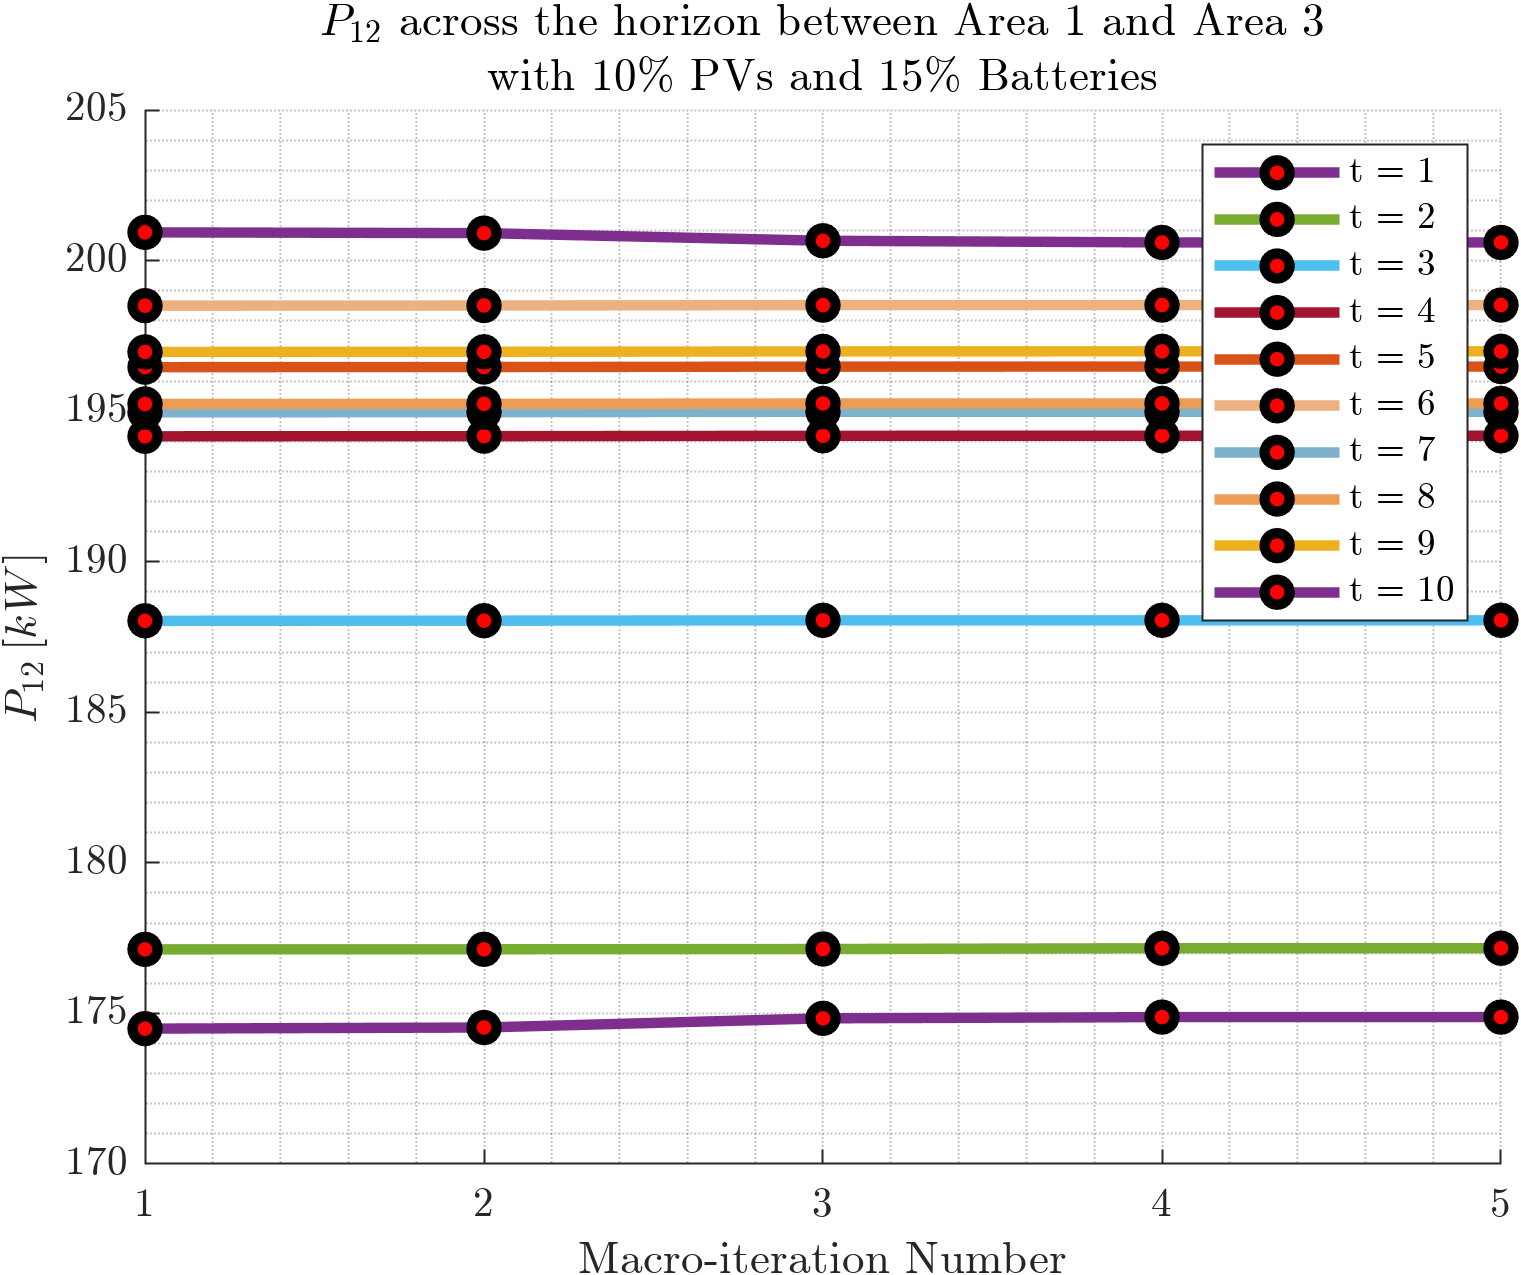 P12 across the horizon between Area 1 and Area 3
with 10% PVs and 15% Batteries
205
200
195
190
185
180
175
170
P12 [kW]
t = 1
t = 2
t = 3
t = 4
t = 5
t = 6
t = 7
t = 8
t = 9
t = 10
1 2 3 4 5
Macro-iteration Number